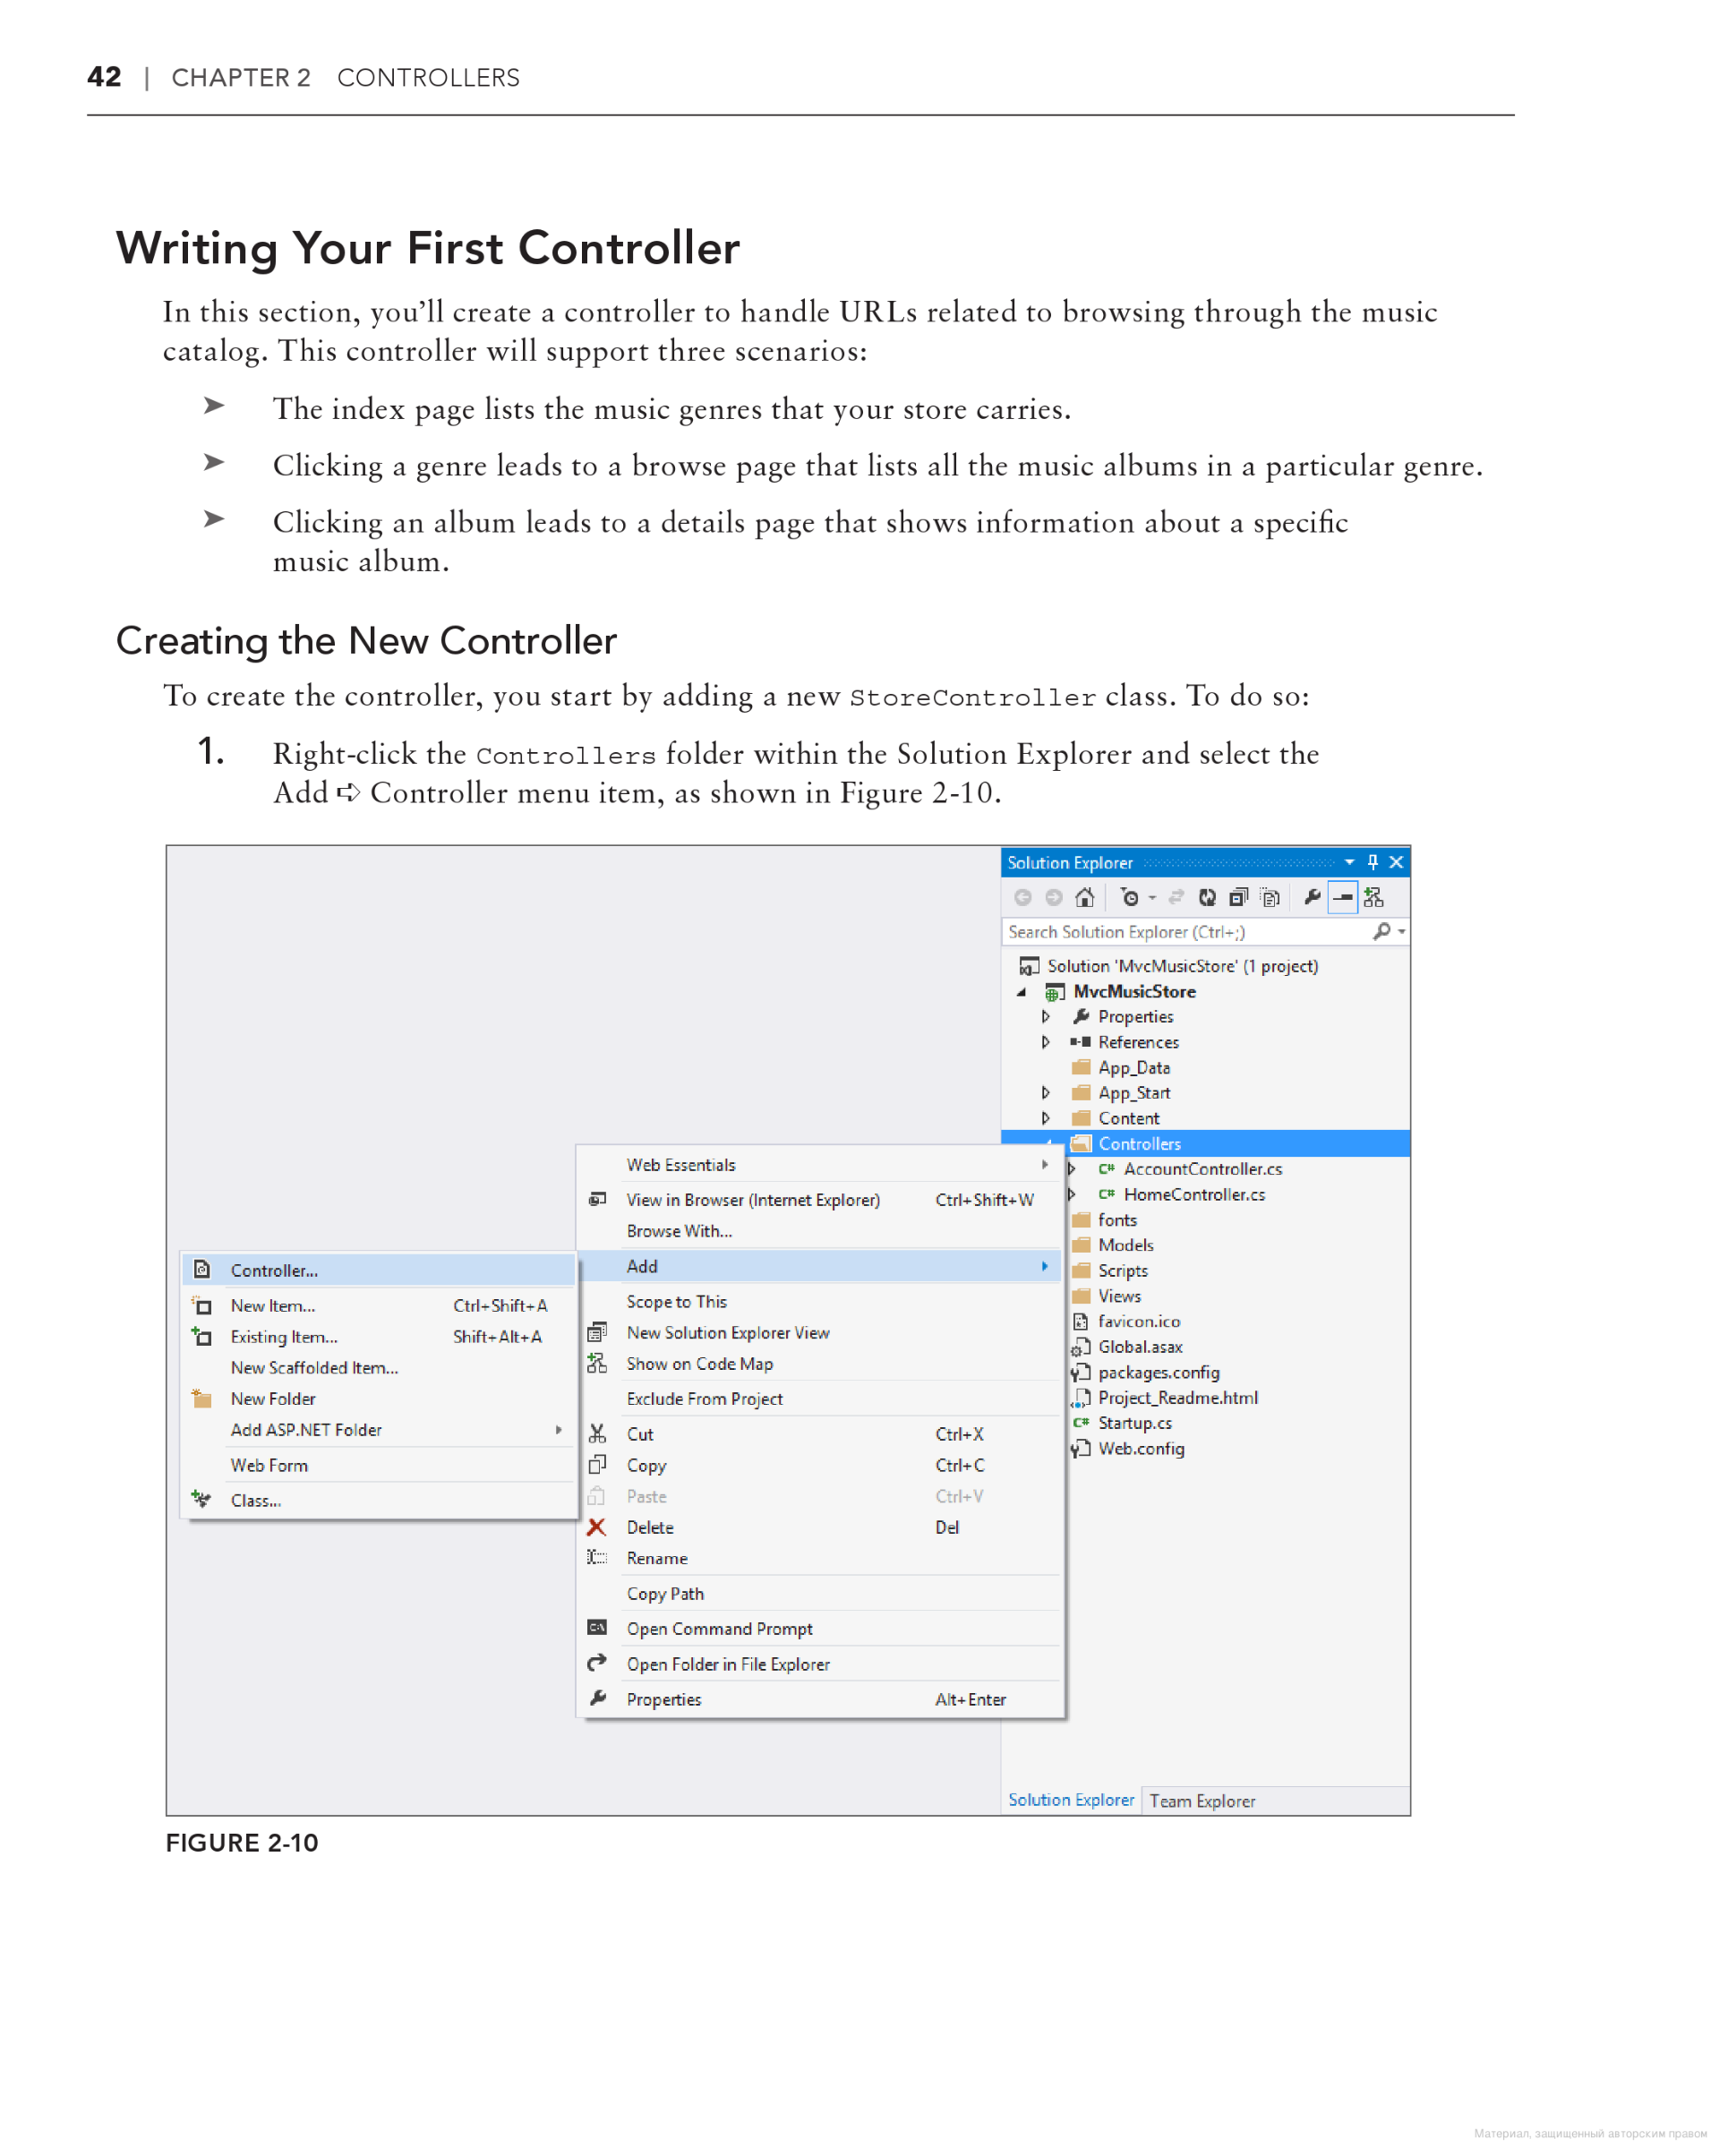 42 | CHAPTER 2 CONTROLLERS
Writing Your First Controller
In this section, you’ll create a controller to handle URLs related to browsing through the music
catalog. This controller will support three scenarios:
➤ The index page lists the music genres that your store carries.
➤ Clicking a genre leads to a browse page that lists all the music albums in a particular genre.
➤ Clicking an album leads to a details page that shows information about a specific
music album.
Creating the New Controller
To create the controller, you start by adding a new StoreController class. To do so:
1. Right-click the Controllers folder within the Solution Explorer and select the
Add ➪ Controller menu item, as shown in Figure 2-10.
Solution Explorer
Search Solution Explorer (Ctrl+;)
Solution 'MvcMusicStore' (1 project)
MvcMusicStore
Properties
References
App_Data
App_Start
Content
Controllers
C# AccountController.cs
C# HomeController.cs
fonts
Models
Scripts
Views
favicon.ico
Global.asax
packages.config
Project_Readme.html
C# Startup.cs
Web.config
Web Essentials
View in Browser (Internet Explorer) Ctrl+Shift+W
Browse With...
Add
Scope to This
New Solution Explorer View
Show on Code Map
Exclude From Project
Cut Ctrl+X
Copy Ctrl+C
Paste Ctrl+V
Delete Del
Rename
Copy Path
Open Command Prompt
Open Folder in File Explorer
Properties Alt+Enter
Controller...
New Item... Ctrl+Shift+A
Existing Item... Shift+Alt+A
New Scaffolded Item...
New Folder
Add ASP.NET Folder
Web Form
Class...
Solution Explorer Team Explorer
FIGURE 2-10
Материал, защищенный авторским правом